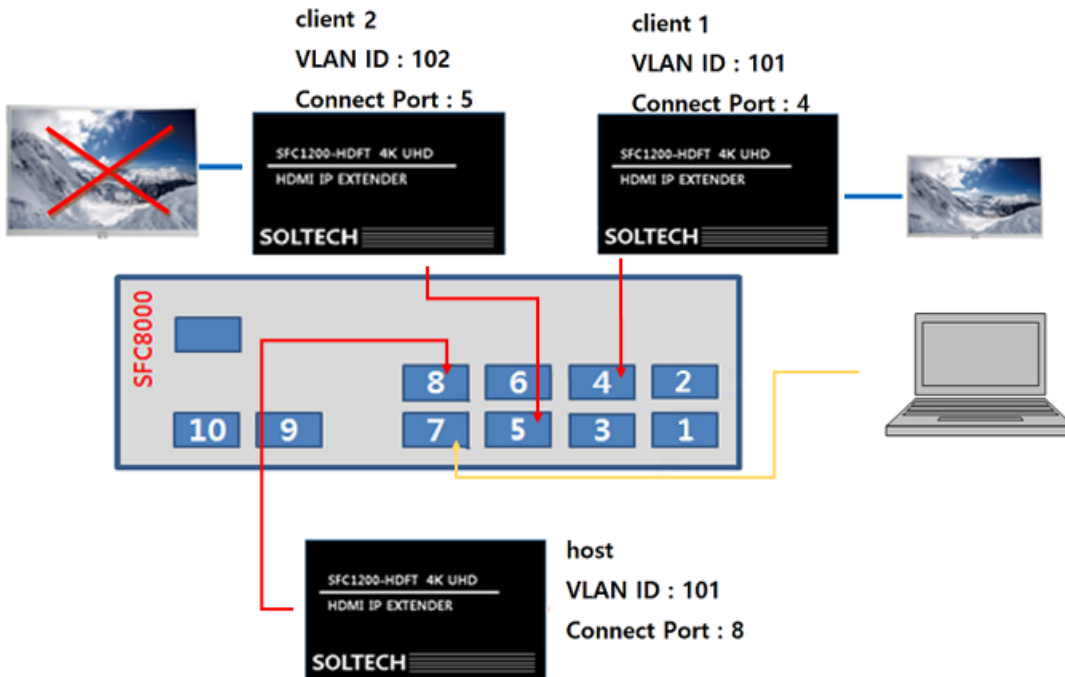 client 2
VLAN ID : 102
Connect Port : 5
client 1
VLAN ID : 101
Connect Port : 4
SFC1200-HDFT 4K UHD
HDMI IP EXTENDER
SOLTECH
SFC1200-HDFT 4K UHD
HDMI IP EXTENDER
SOLTECH
SFC8000
8
6
4
2
10
9
7
5
3
1
SFC1200-HDFT 4K UHD
HDMI IP EXTENDER
SOLTECH
host
VLAN ID : 101
Connect Port : 8